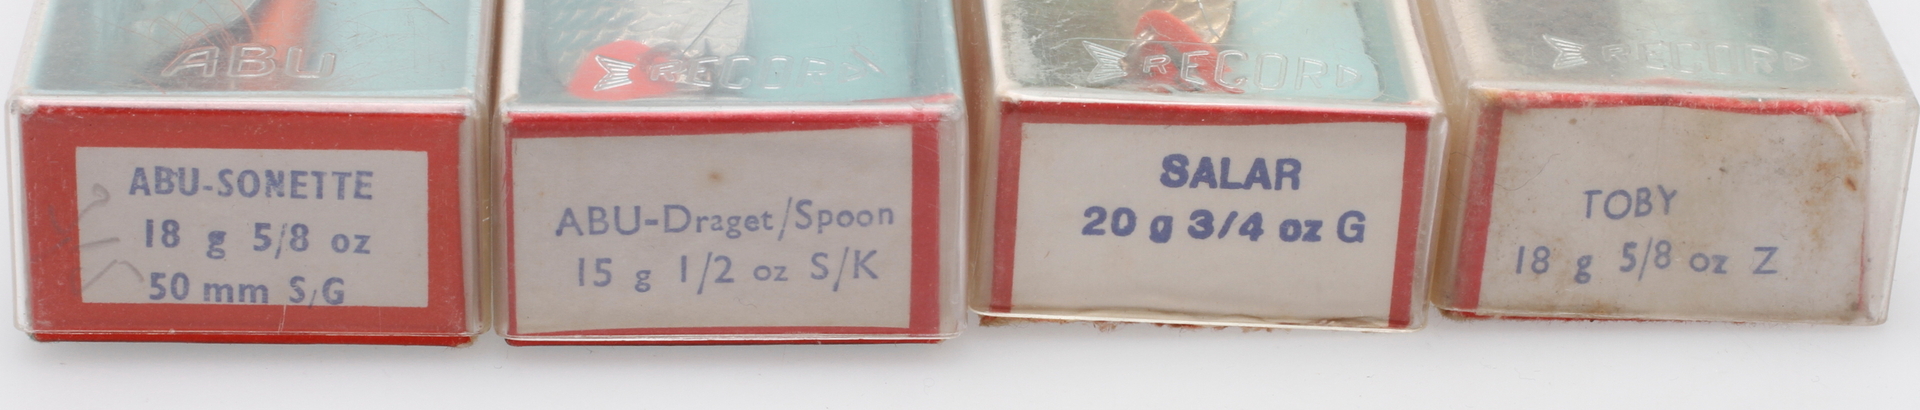 ABU
RECORD
RECORD
RECORD
ABU-SONETTE
18 g 5/8 oz
50 mm S/G
ABU-Draget/Spoon
15 g 1/2 oz S/K
SALAR
20 g 3/4 oz G
TOBY
18 g 5/8 oz Z